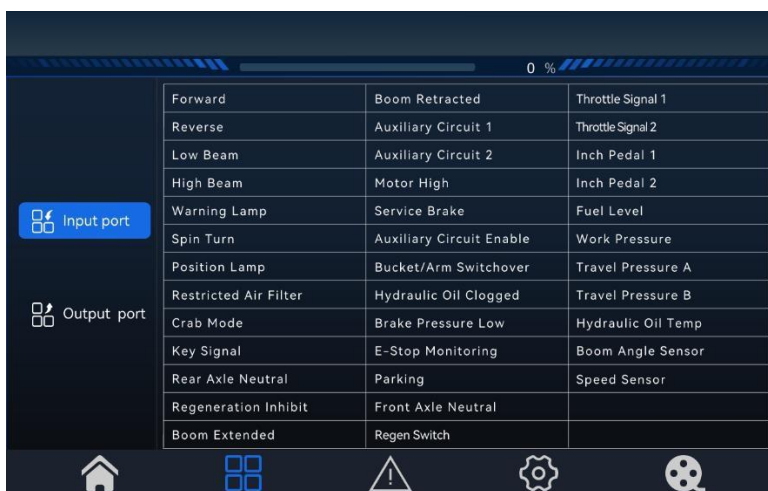 0 %
Forward Boom Retracted Throttle Signal 1
Reverse Auxiliary Circuit 1 Throttle Signal 2
Low Beam Auxiliary Circuit 2 Inch Pedal 1
High Beam Motor High Inch Pedal 2
Input port
Warning Lamp Service Brake Fuel Level
Spin Turn Auxiliary Circuit Enable Work Pressure
Position Lamp Bucket/Arm Switchover Travel Pressure A
Restricted Air Filter Hydraulic Oil Clogged Travel Pressure B
Output port
Crab Mode Brake Pressure Low Hydraulic Oil Temp
Key Signal E-Stop Monitoring Boom Angle Sensor
Rear Axle Neutral Parking Speed Sensor
Regeneration Inhibit Front Axle Neutral
Boom Extended Regen Switch